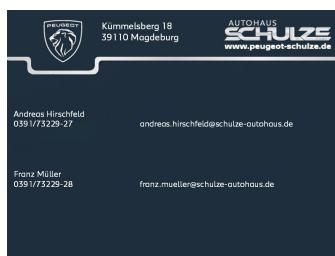 PEUGEOT
Kümmelsberg 18
39110 Magdeburg
AUTOHAUS
SCHULZE
www.peugeot-schulze.de
Andreas Hirschfeld
0391/73229-27
andreas.hirschfeld@schulze-autohaus.de
Franz Müller
0391/73229-28
franz.mueller@schulze-autohaus.de